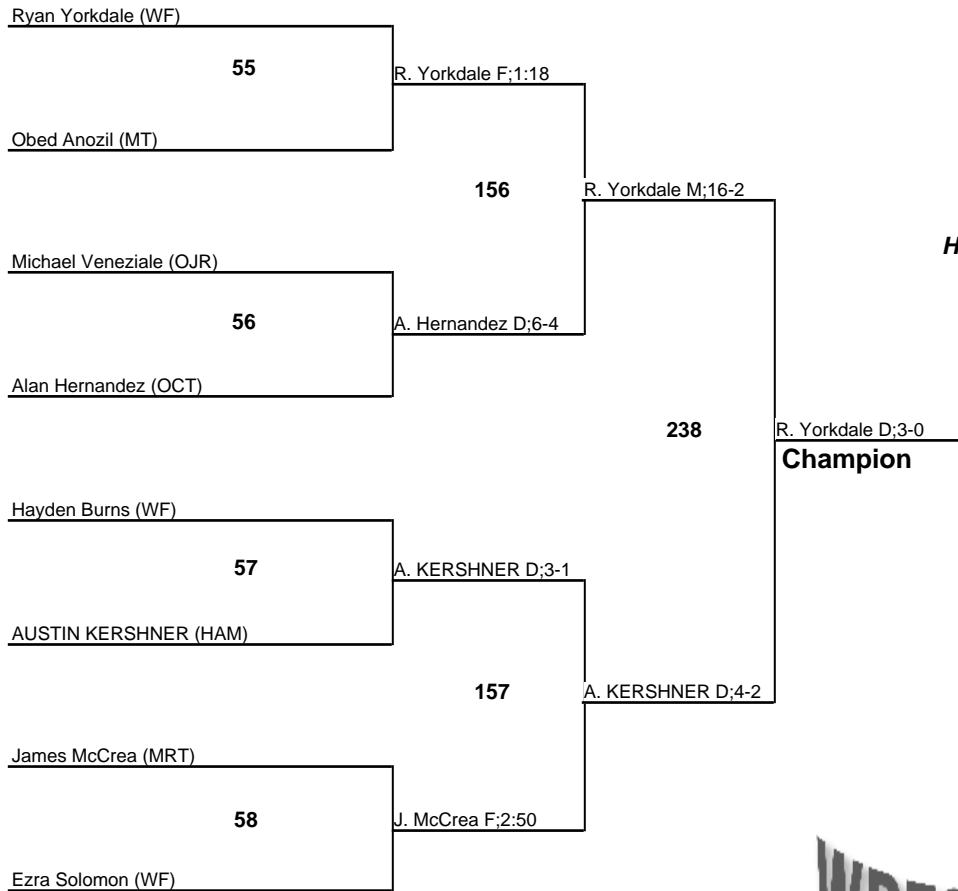 Ryan Yorkdale (WF)
55
R. Yorkdale F;1:18
Obed Anozil (MT)
156
R. Yorkdale M;16-2
Michael Veneziale (OJR)
56
A. Hernandez D;6-4
Alan Hernandez (OCT)
238
R. Yorkdale D;3-0
Champion
Hayden Burns (WF)
57
A. KERSHNER D;3-1
AUSTIN KERSHNER (HAM)
157
A. KERSHNER D;4-2
James McCrea (MRT)
58
J. McCrea F;2:50
Ezra Solomon (WF)
H